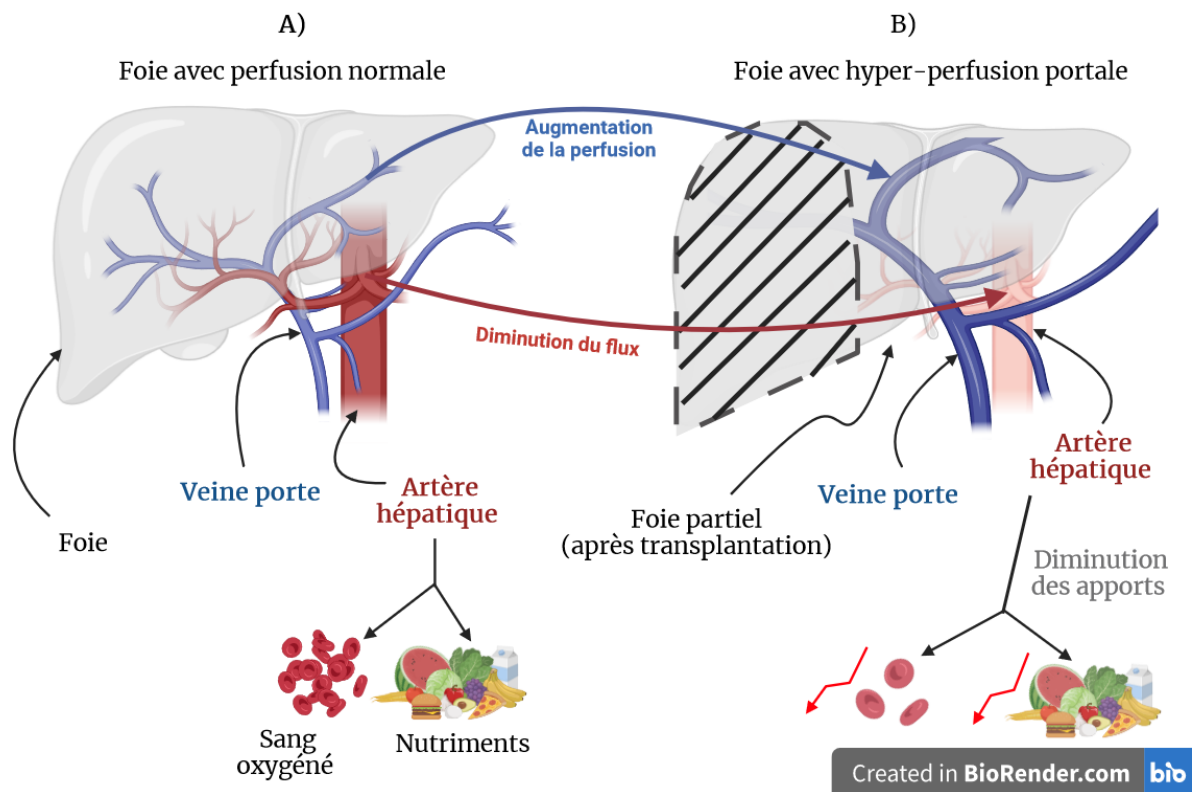 A)
Foie avec perfusion normale
B)
Foie avec hyper-perfusion portale
Augmentation
de la perfusion
Diminution du flux
Veine porte
Artère
hépatique
Foie
Sang
oxygéné
Nutriments
Artère
hépatique
Veine porte
Foie partiel
(après transplantation)
Diminution
des apports
Created in BioRender.com
bio